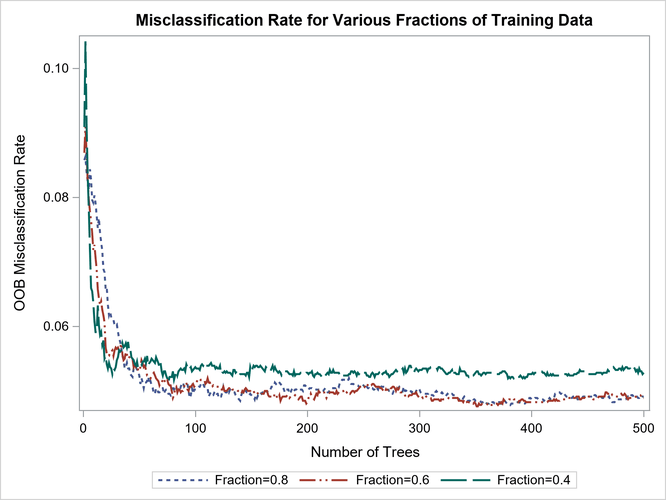 Misclassification Rate for Various Fractions of Training Data
OOB Misclassification Rate
0.10
0.08
0.06
0 100 200 300 400 500
Number of Trees
Fraction=0.8 Fraction=0.6 Fraction=0.4